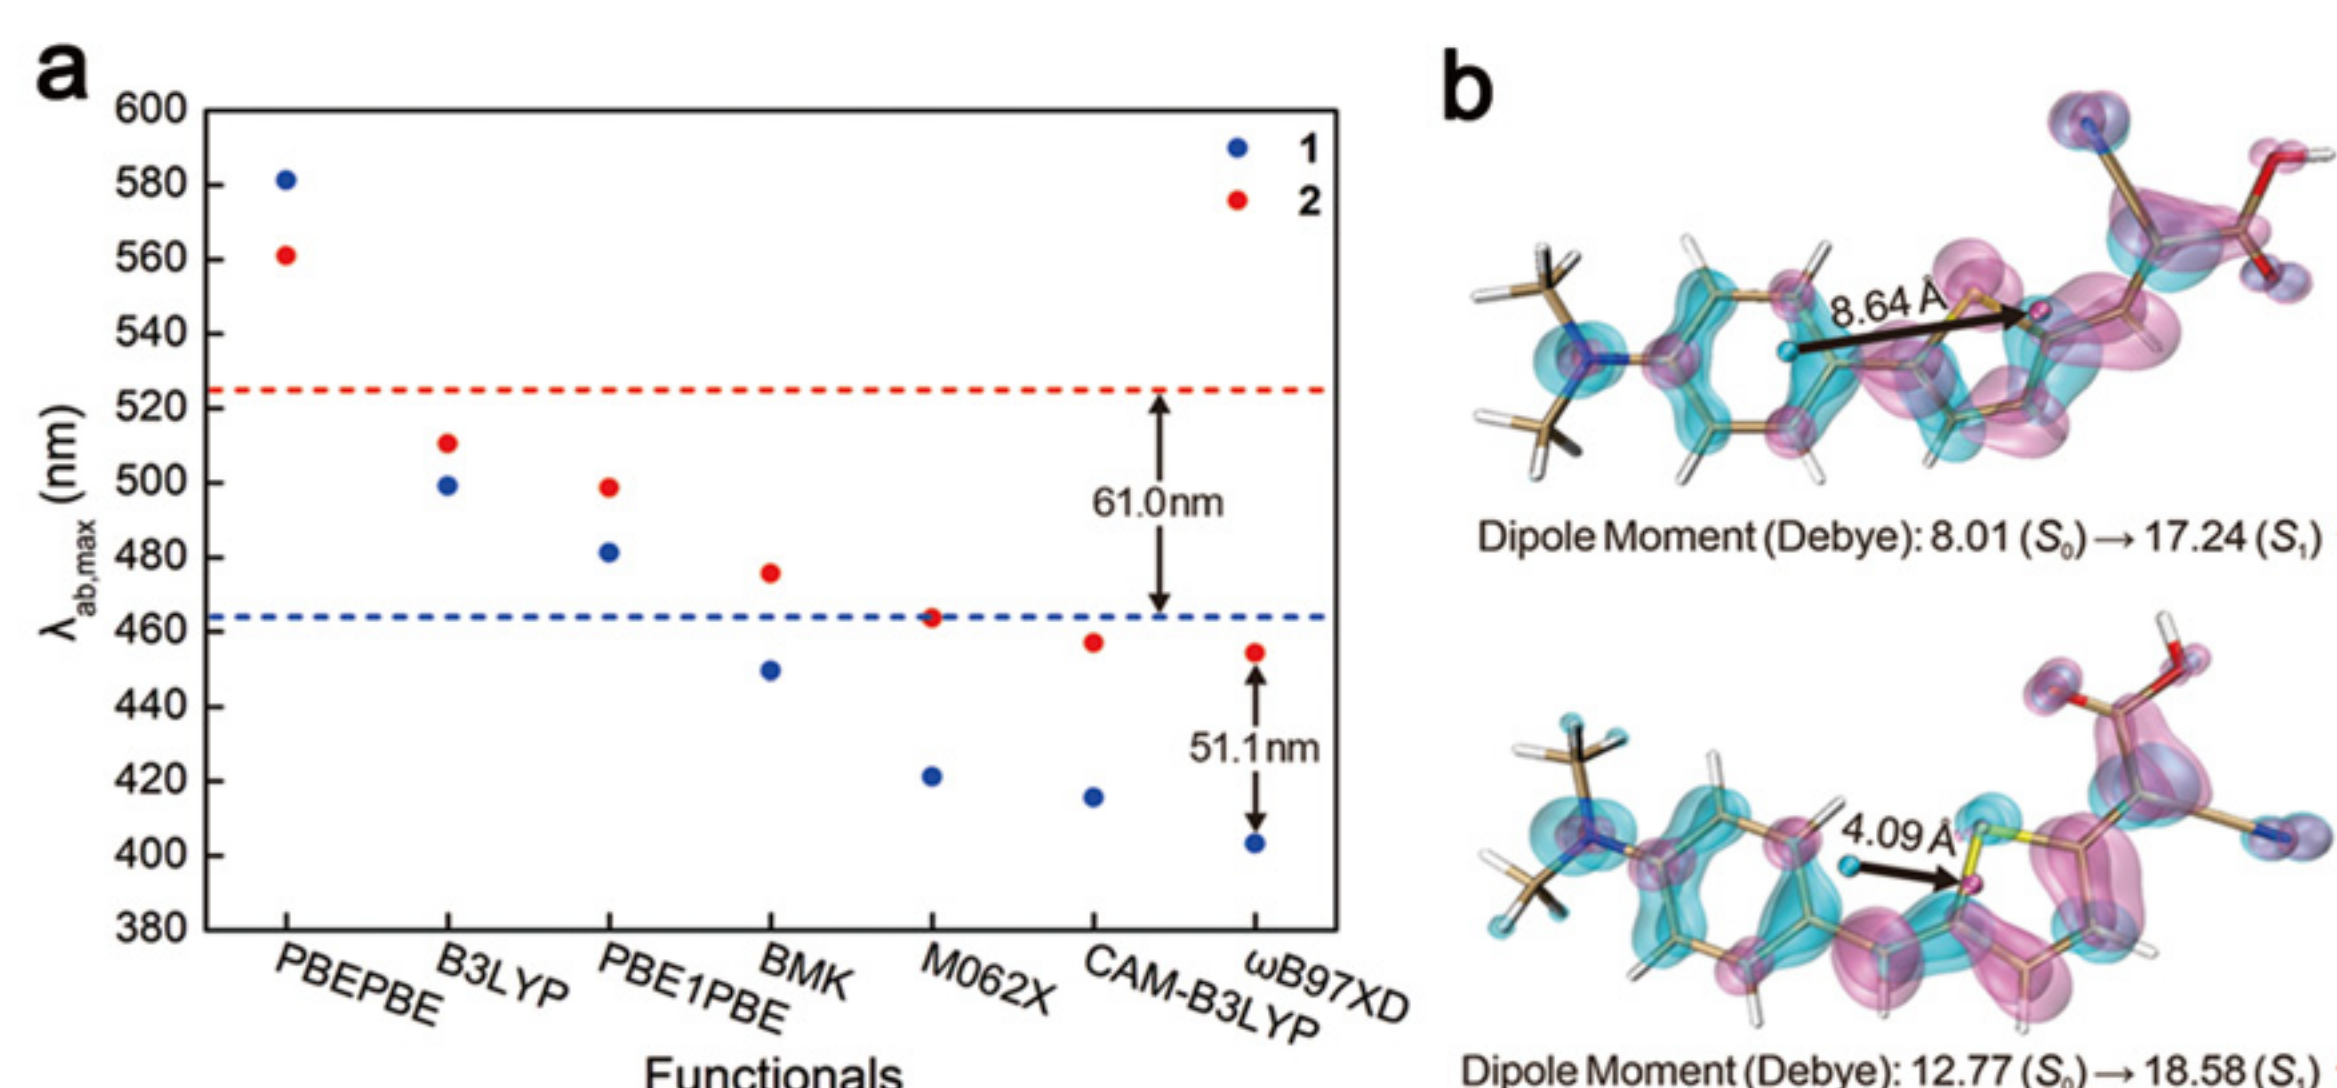 a
600
580
560
540
520
500
480
460
440
420
400
380
λab,max (nm)
1
2
61.0nm
51.1nm
PBEPBE
B3LYP
PBE1PBE
BMK
M062X
CAM-B3LYP
ωB97XD
Functionals
b
8.64 Å
Dipole Moment (Debye): 8.01 (S0) → 17.24 (S1)
4.09 Å
Dipole Moment (Debye): 12.77 (S0) → 18.58 (S1)